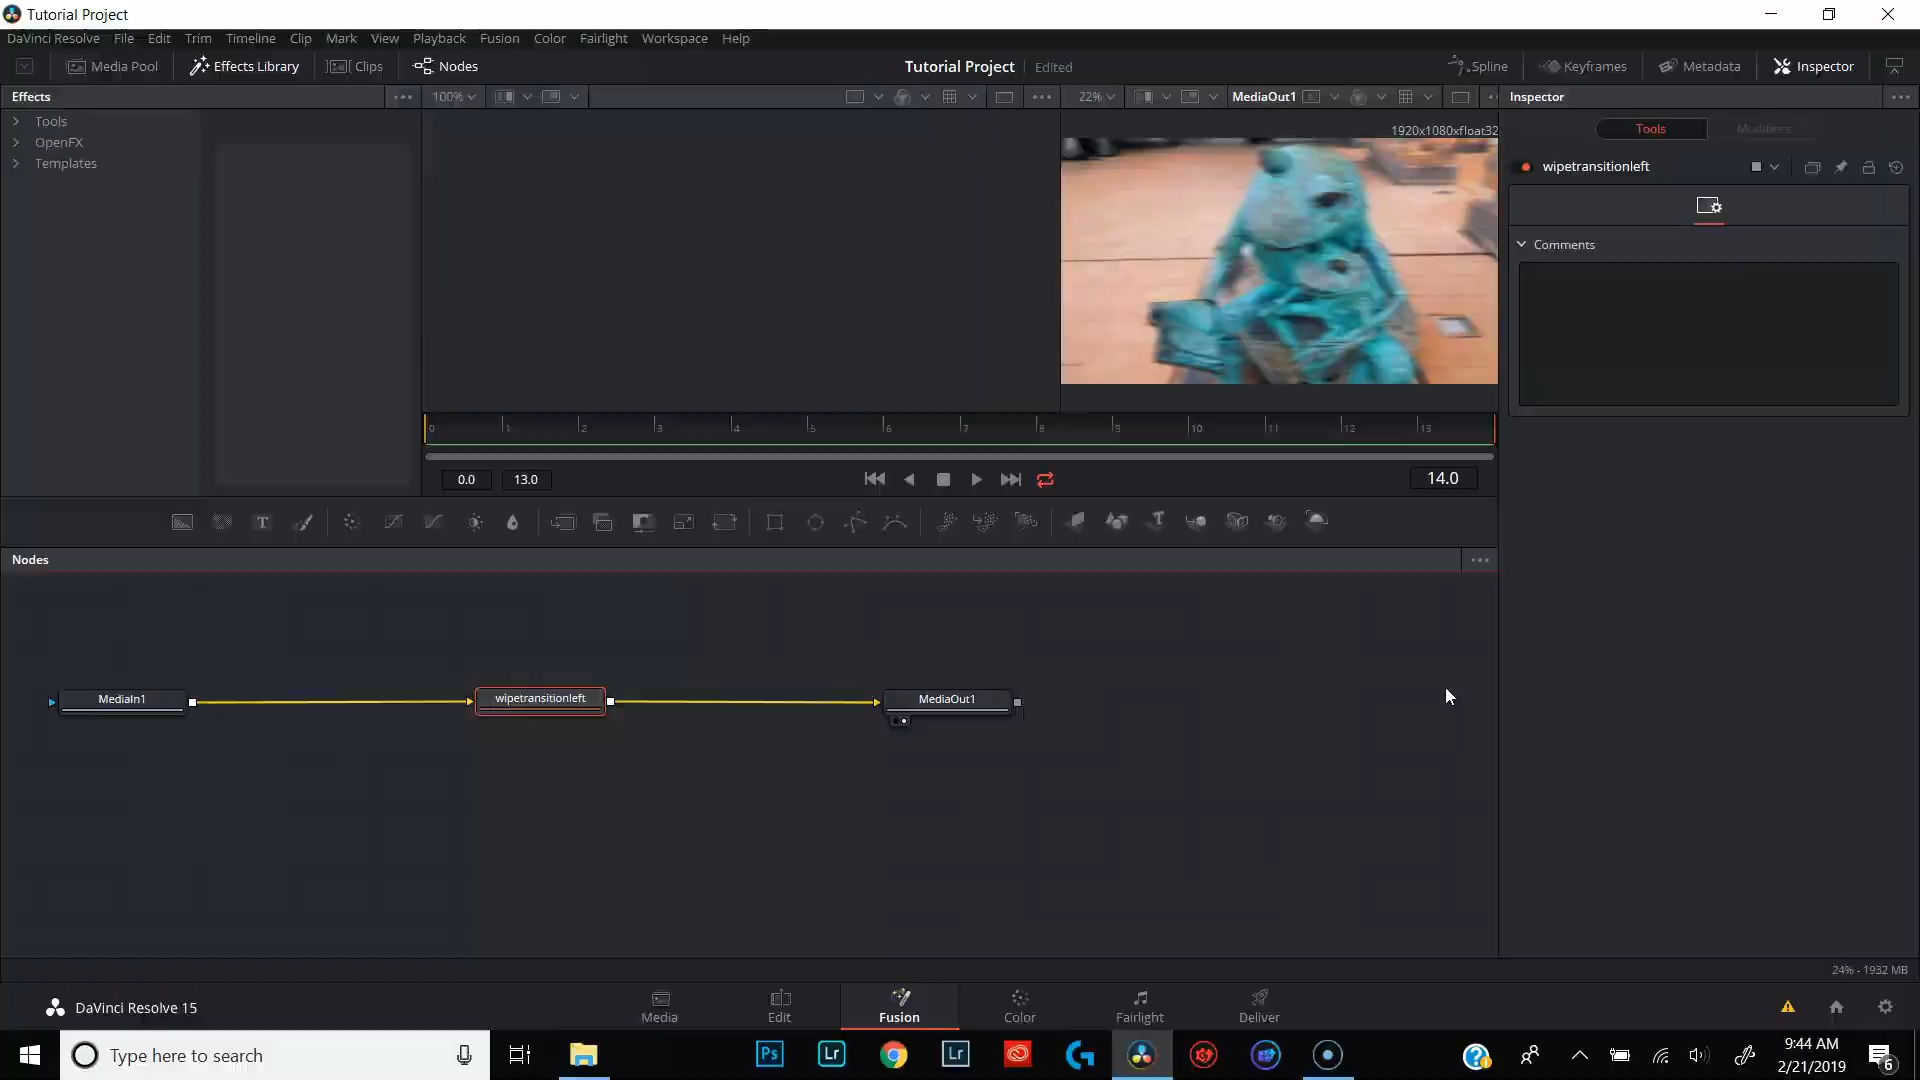 Tutorial Project
DaVinci Resolve File Edit Trim Timeline Clip Mark View Playback Fusion Color Fairlight Workspace Help
Media Pool Effects Library Clips Nodes Tutorial Project Edited Spline Keyframes Metadata Inspector
Effects 100% 22% MediaOut1 Inspector
Tools
OpenFX
Templates
1920x1080xfloat32
Tools Modifiers
wipetransitionleft
Comments
0 1 2 3 4 5 6 7 8 9 10 11 12 13
0.0 13.0 14.0
T T
Nodes
MediaIn1 wipetransitionleft MediaOut1
24% - 1932 MB
DaVinci Resolve 15 Media Edit Fusion Color Fairlight Deliver
Type here to search Ps Lr Lr G ? 9:44 AM
2/21/2019 6